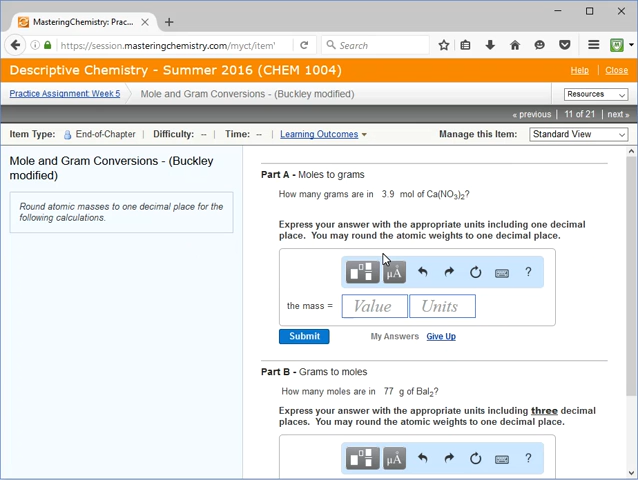 MasteringChemistry: Prac...
https://session.masteringchemistry.com/myct/item'
Search
Descriptive Chemistry - Summer 2016 (CHEM 1004)
Help | Close
Practice Assignment: Week 5
Mole and Gram Conversions - (Buckley modified)
Resources
« previous | 11 of 21 | next »
Item Type: End-of-Chapter | Difficulty: -- | Time: -- | Learning Outcomes
Manage this Item: Standard View
Mole and Gram Conversions - (Buckley
modified)
Round atomic masses to one decimal place for the
following calculations.
Part A - Moles to grams
How many grams are in 3.9 mol of Ca(NO₃)₂?
Express your answer with the appropriate units including one decimal
place. You may round the atomic weights to one decimal place.
μÅ
?
the mass = Value Units
Submit
My Answers Give Up
Part B - Grams to moles
How many moles are in 77 g of BaI₂?
Express your answer with the appropriate units including three decimal
places. You may round the atomic weights to one decimal place.
μÅ
?